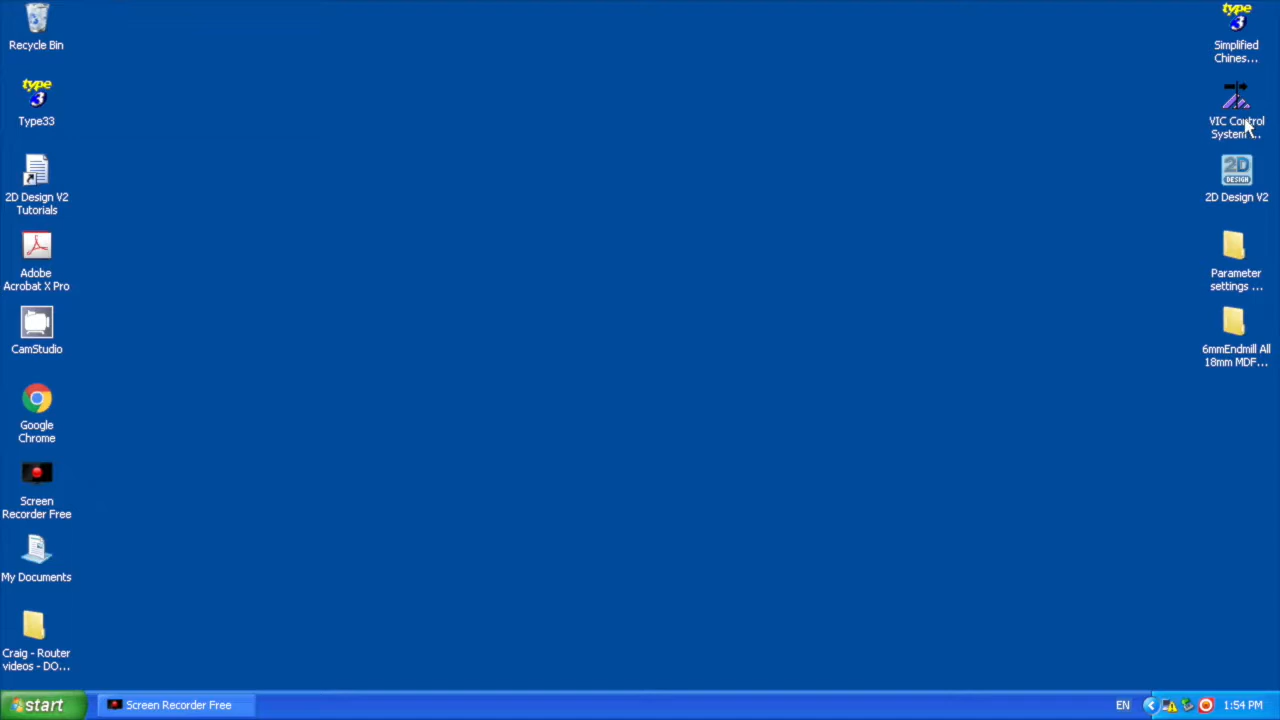 Recycle Bin
type
3
Type33
2D Design V2
Tutorials
Adobe
Acrobat X Pro
CamStudio
Google
Chrome
Screen
Recorder Free
My Documents
Craig - Router
videos - DO...
type
3
Simplified
Chines...
VIC Control
System ...
2D
DESIGN
2D Design V2
Parameter
settings ...
6mmEndmill All
18mm MDF...
start
Screen Recorder Free
EN
1:54 PM